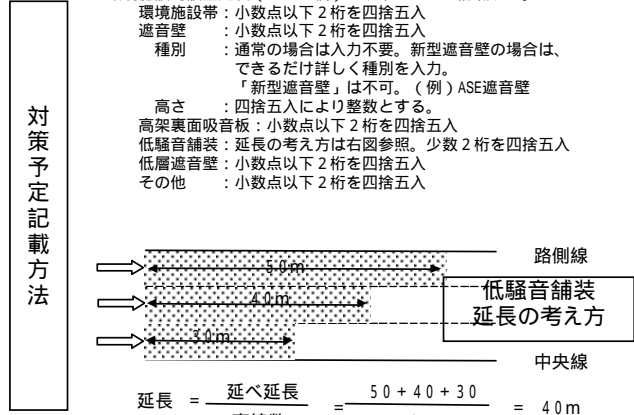 環境施設帯：小数点以下２桁を四捨五入
遮音壁　：小数点以下２桁を四捨五入
種別　：通常の場合は入力不要。新型遮音壁の場合は、
できるだけ詳しく種別を入力。
「新型遮音壁」は不可。（例）ASE遮音壁
高さ　：四捨五入により整数とする。
高架裏面吸音板：小数点以下２桁を四捨五入
低騒音舗装：延長の考え方は右図参照。少数２桁を四捨五入
低層遮音壁：小数点以下２桁を四捨五入
その他　：小数点以下２桁を四捨五入
対策予定記載方法
路側線
５０ｍ
低騒音舗装
延長の考え方
４０ｍ
３０ｍ
中央線
延長 ＝ 延べ延長 ＝ ５０＋４０＋３０ ＝ ４０ｍ